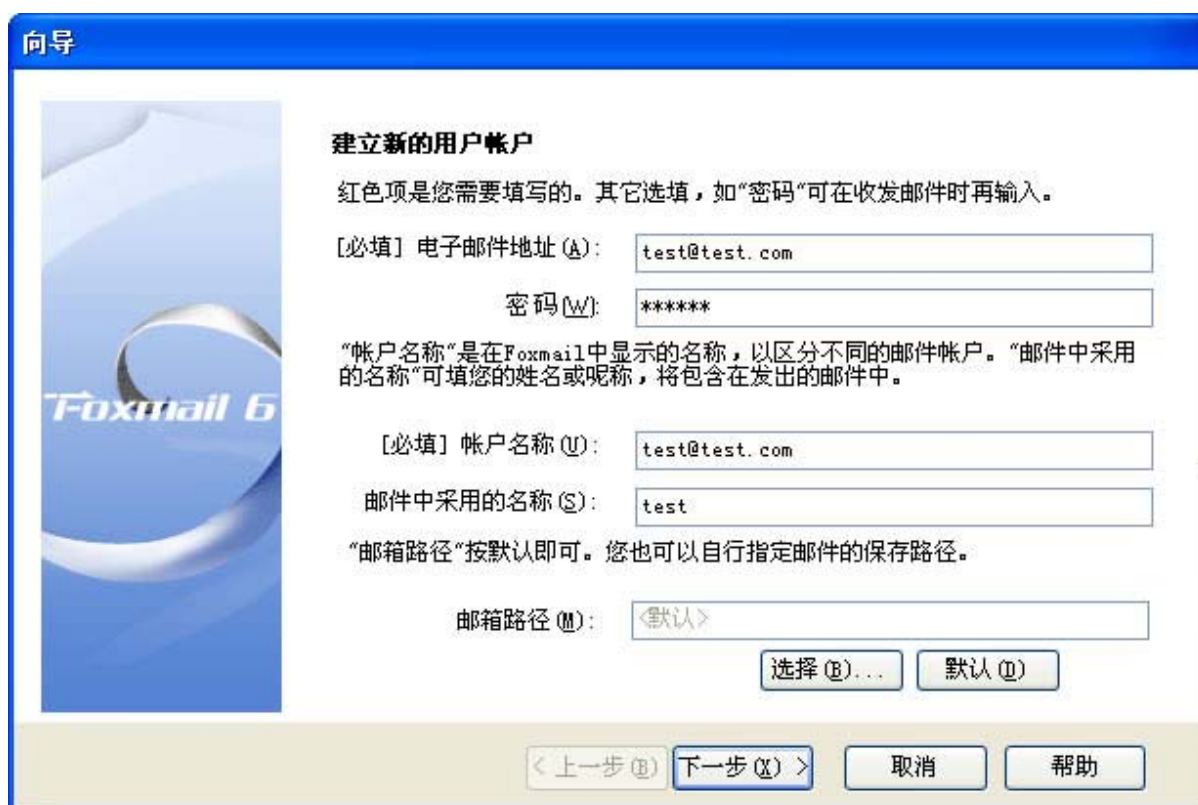 向导
建立新的用户帐户
红色项是您需要填写的。其它选填，如“密码”可在收发邮件时再输入。
[必填] 电子邮件地址(A): test@test.com
密码(W): ******
“帐户名称”是在Foxmail中显示的名称，以区分不同的邮件帐户。“邮件中采用
的名称”可填您的姓名或昵称，将包含在发出的邮件中。
Foxmail 6
[必填] 帐户名称(U): test@test.com
邮件中采用的名称(S): test
“邮箱路径”按默认即可。您也可以自行指定邮件的保存路径。
邮箱路径(M): <默认>
选择(B)... 默认(D)
< 上一步(B) 下一步(X) > 取消 帮助